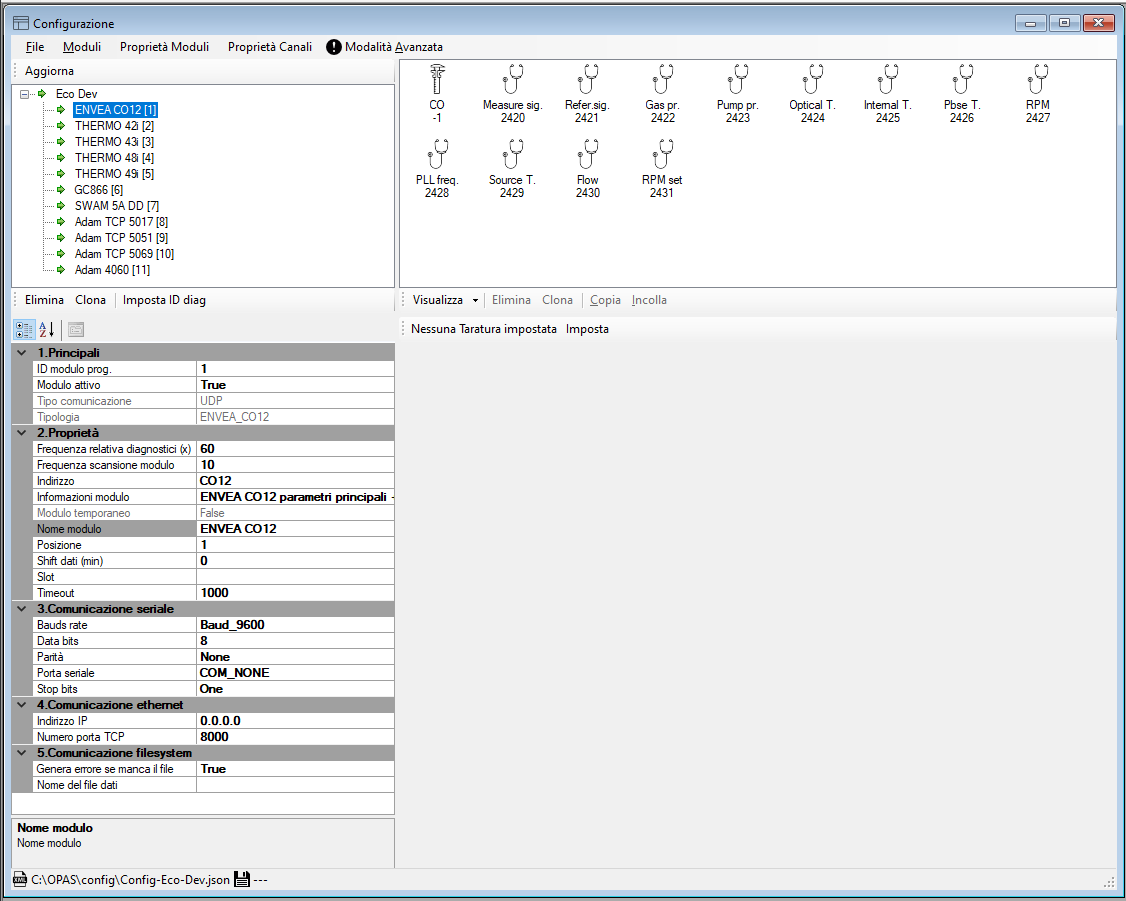 Configurazione
File Moduli Proprietà Moduli Proprietà Canali Modalità Avanzata
Aggiorna
Eco Dev
ENVEA CO12 [1]
THERMO 42i [2]
THERMO 43i [3]
THERMO 48i [4]
THERMO 49i [5]
GC866 [6]
SWAM 5A DD [7]
Adam TCP 5017 [8]
Adam TCP 5051 [9]
Adam TCP 5069 [10]
Adam 4060 [11]
CO Measure sig. Refer.sig. Gas pr. Pump pr. Optical T. Internal T. Pbse T. RPM
-1 2420 2421 2422 2423 2424 2425 2426 2427
PLL freq. Source T. Flow RPM set
2428 2429 2430 2431
Elimina Clona Imposta ID diag
Visualizza Elimina Clona Copia Incolla
Nessuna Taratura impostata Imposta
1.Principali
ID modulo prog. 1
Modulo attivo True
Tipo comunicazione UDP
Tipologia ENVEA_CO12
2.Proprietà
Frequenza relativa diagnostici (x) 60
Frequenza scansione modulo 10
Indirizzo CO12
Informazioni modulo ENVEA CO12 parametri principali -
Modulo temporaneo False
Nome modulo ENVEA CO12
Posizione 1
Shift dati (min) 0
Slot
Timeout 1000
3.Comunicazione seriale
Bauds rate Baud_9600
Data bits 8
Parità None
Porta seriale COM_NONE
Stop bits One
4.Comunicazione ethernet
Indirizzo IP 0.0.0.0
Numero porta TCP 8000
5.Comunicazione filesystem
Genera errore se manca il file True
Nome del file dati
Nome modulo
Nome modulo
C:\OPAS\config\Config-Eco-Dev.json ---